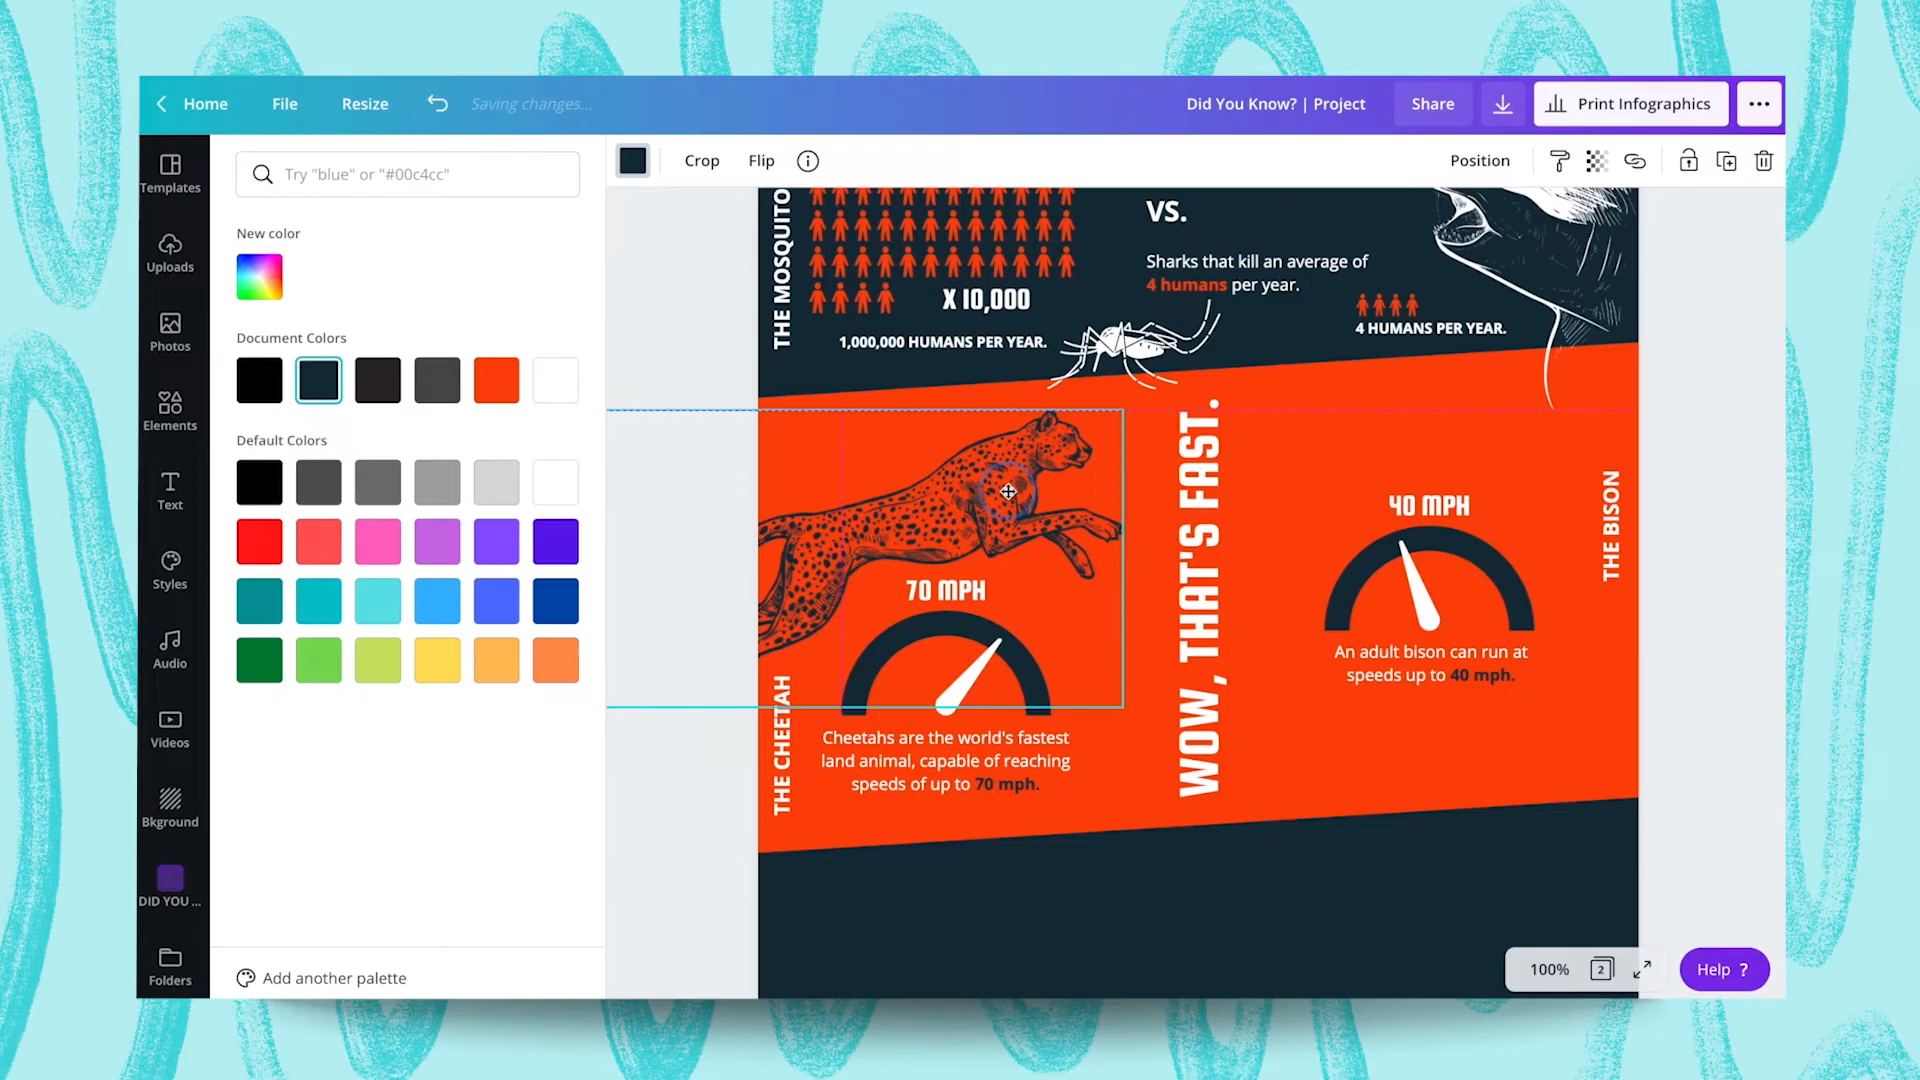 Home
File
Resize
Saving changes...
Did You Know? | Project
Share
Print Infographics
Templates
Uploads
Photos
Elements
Text
Styles
Audio
Videos
Bkground
DID YOU ...
Folders
Try "blue" or "#00c4cc"
New color
Document Colors
Default Colors
Add another palette
Crop
Flip
Position
THE MOSQUITO
X 10,000
1,000,000 HUMANS PER YEAR.
VS.
Sharks that kill an average of
4 humans per year.
4 HUMANS PER YEAR.
70 MPH
THE CHEETAH
Cheetahs are the world's fastest
land animal, capable of reaching
speeds of up to 70 mph.
WOW, THAT'S FAST.
40 MPH
THE BISON
An adult bison can run at
speeds up to 40 mph.
100%
2
Help ?